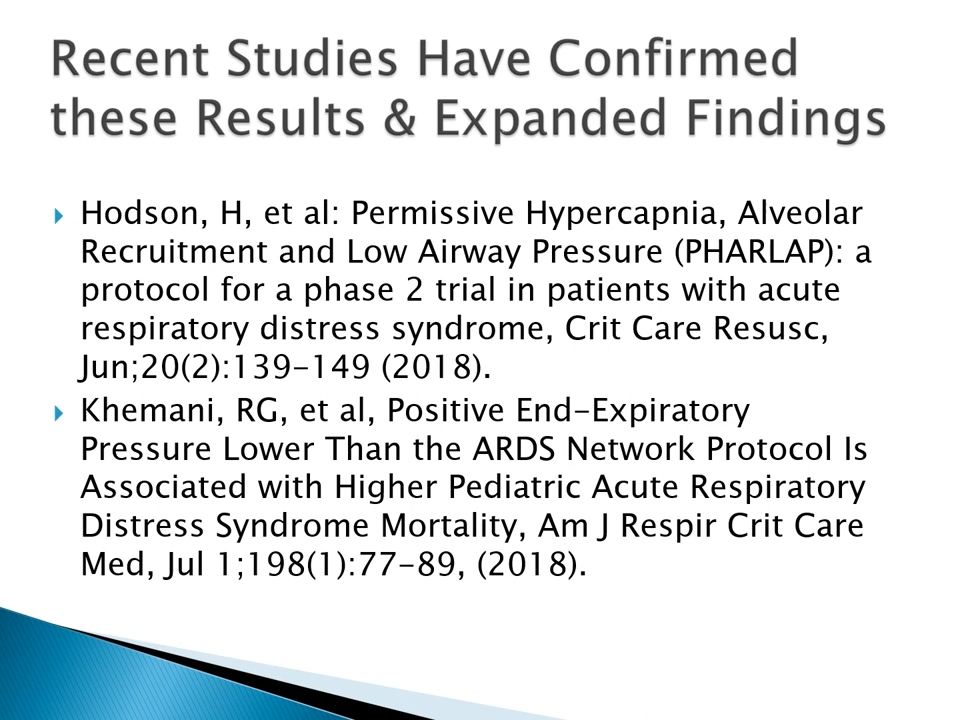 Recent Studies Have Confirmed
these Results & Expanded Findings
Hodson, H, et al: Permissive Hypercapnia, Alveolar
Recruitment and Low Airway Pressure (PHARLAP): a
protocol for a phase 2 trial in patients with acute
respiratory distress syndrome, Crit Care Resusc,
Jun;20(2):139-149 (2018).
Khemani, RG, et al, Positive End-Expiratory
Pressure Lower Than the ARDS Network Protocol Is
Associated with Higher Pediatric Acute Respiratory
Distress Syndrome Mortality, Am J Respir Crit Care
Med, Jul 1;198(1):77-89, (2018).